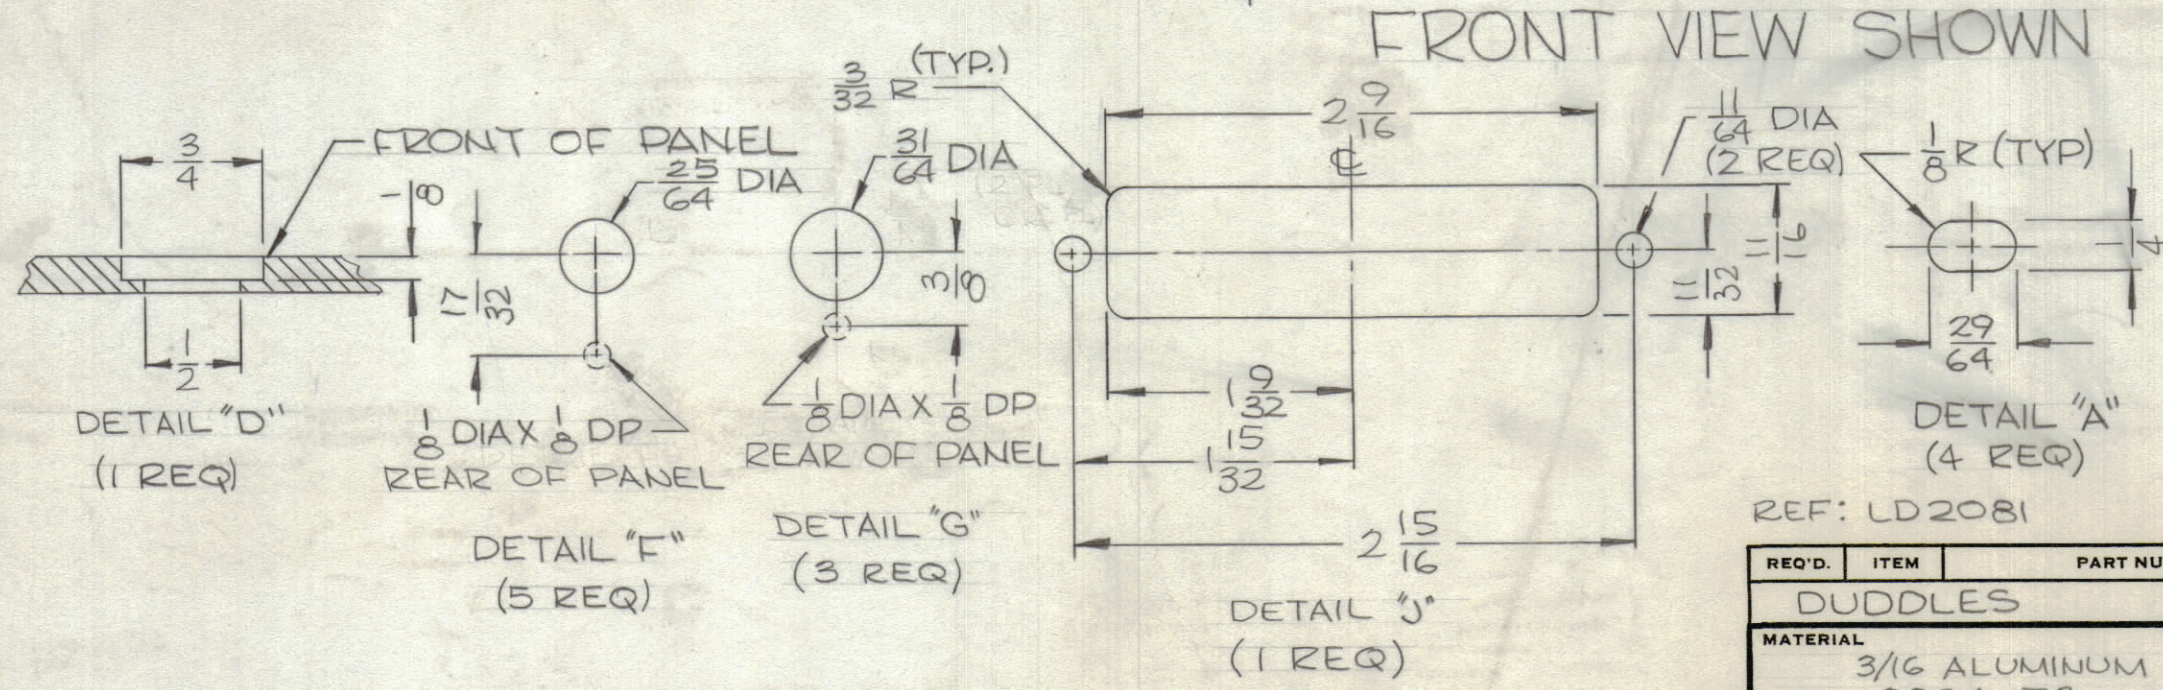 FRONT VIEW SHOWN
3/4
FRONT OF PANEL
1/8
17/32
1/2
DETAIL "D"
(1 REQ)
25/64 DIA
1/8 DIA X 1/8 DP
REAR OF PANEL
DETAIL "F"
(5 REQ)
31/64 DIA
3/8
1/8 DIA X 1/8 DP
REAR OF PANEL
DETAIL "G"
(3 REQ)
(TYP.)
3/32 R
2 9/16
℄
11/64 DIA
(2 REQ)
11/16
11/32
1 9/32
1 15/32
2 15/16
DETAIL "J"
(1 REQ)
1/8 R (TYP)
1/4
29/64
DETAIL "A"
(4 REQ)
REF: LD2081
REQ'D. ITEM PART NU
DUDDLES
MATERIAL
3/16 ALUMINUM